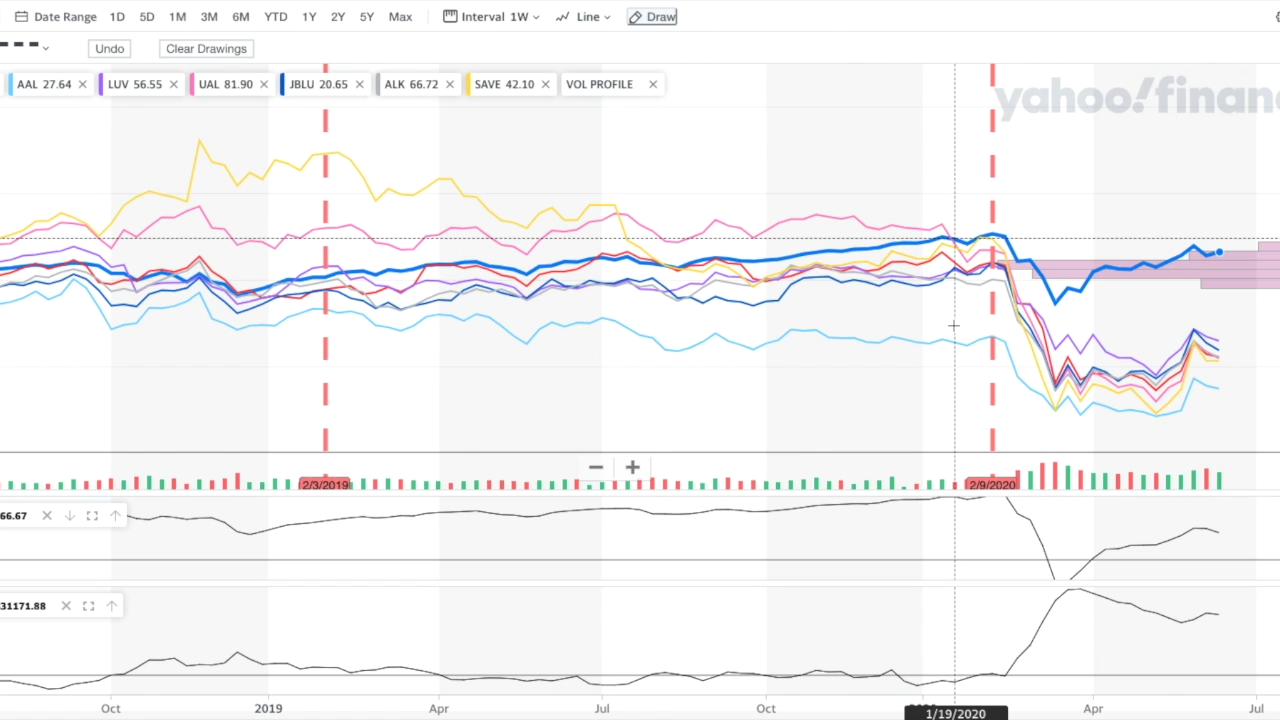 Date Range 1D 5D 1M 3M 6M YTD 1Y 2Y 5Y Max Interval 1W Line Draw
Undo Clear Drawings
AAL 27.64 LUV 56.55 UAL 81.90 JBLU 20.65 ALK 66.72 SAVE 42.10 VOL PROFILE
yahoo!financ
2/3/2019 2/9/2020
66.67
31171.88
Oct 2019 Apr Jul Oct Apr Jul
1/19/2020